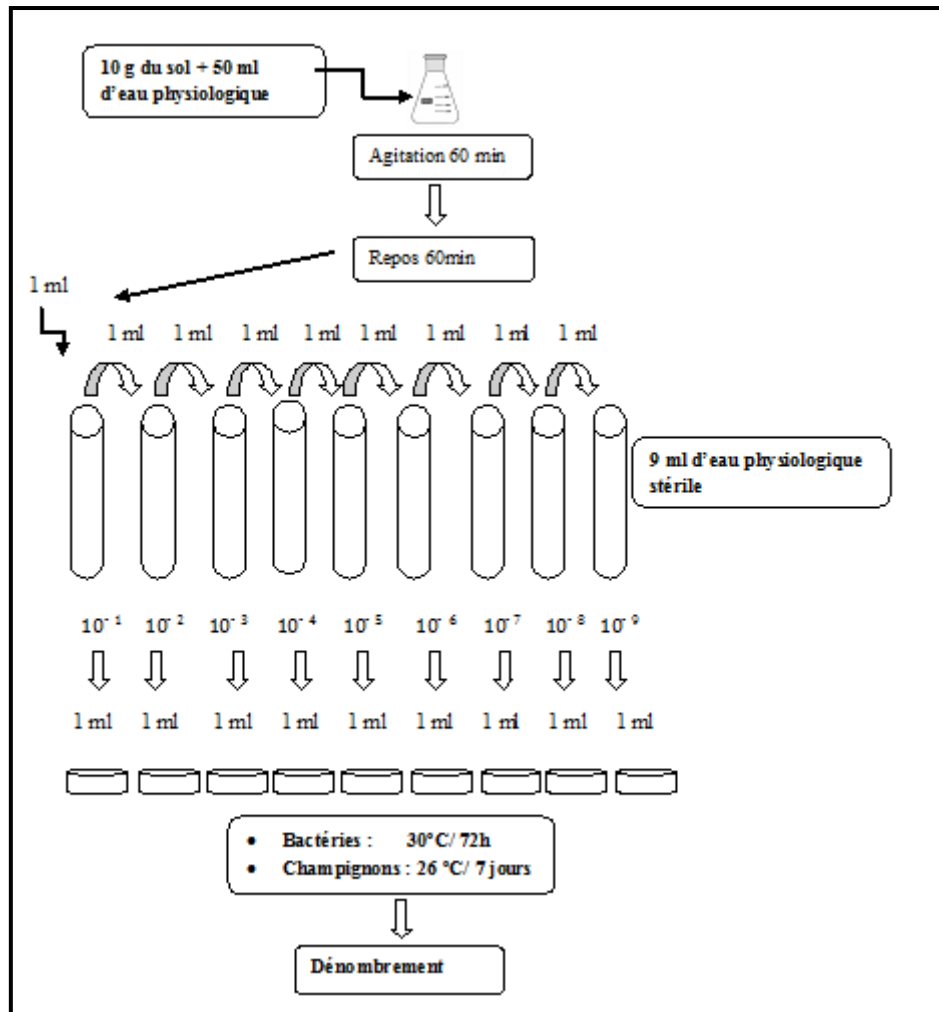 10 g du sol + 50 ml
d’eau physiologique
Agitation 60 min
Repos 60min
1 ml
1 ml 1 ml 1 ml 1 ml 1 ml 1 ml 1 ml 1 ml
9 ml d’eau physiologique
stérile
10⁻¹ 10⁻² 10⁻³ 10⁻⁴ 10⁻⁵ 10⁻⁶ 10⁻⁷ 10⁻⁸ 10⁻⁹
1 ml 1 ml 1 ml 1 ml 1 ml 1 ml 1 ml 1 ml 1 ml
• Bactéries : 30°C/ 72h
• Champignons : 26 °C/ 7 jours
Dénombrement